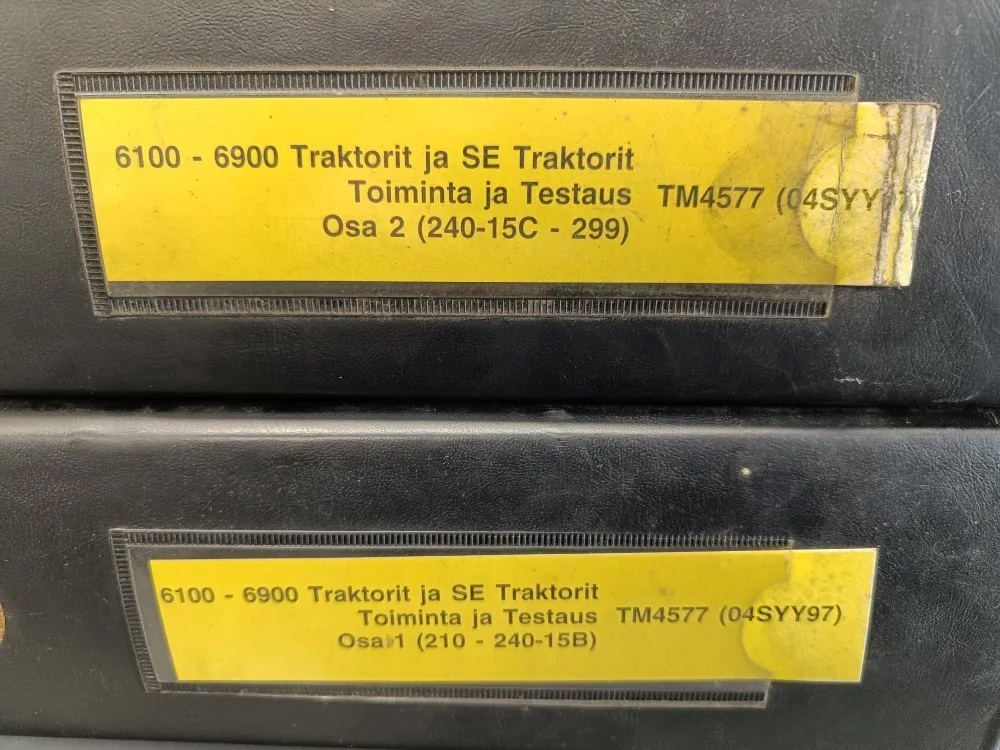 6100 - 6900 Traktorit ja SE Traktorit
Toiminta ja Testaus TM4577 (04SYY97)
Osa 2 (240-15C - 299)
6100 - 6900 Traktorit ja SE Traktorit
Toiminta ja Testaus TM4577 (04SYY97)
Osa 1 (210 - 240-15B)